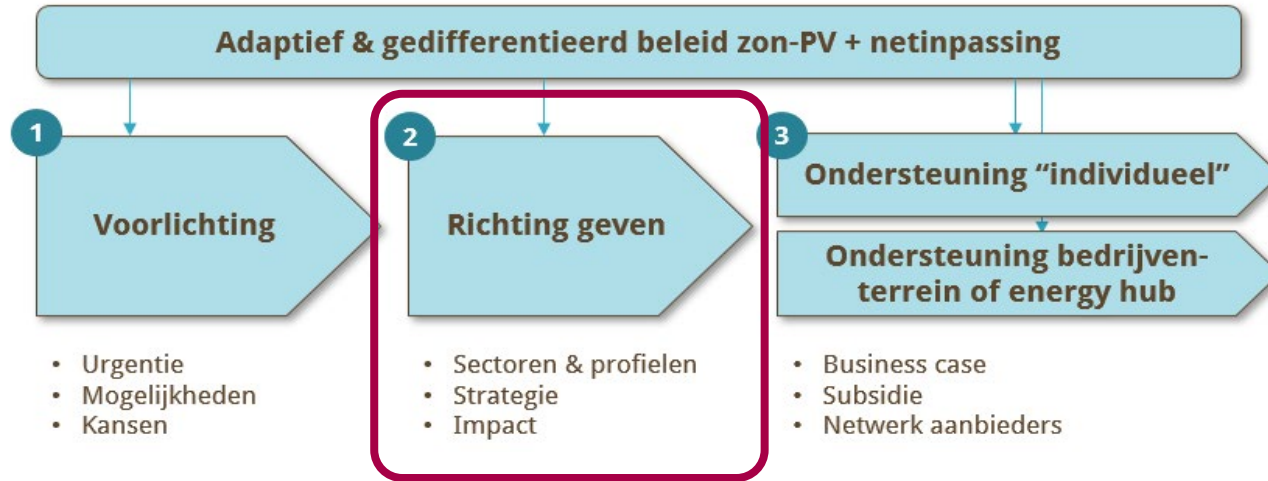 Adaptief & gedifferentieerd beleid zon-PV + netinpassing
1
Voorlichting
• Urgentie
• Mogelijkheden
• Kansen
2
Richting geven
• Sectoren & profielen
• Strategie
• Impact
3
Ondersteuning “individueel”
Ondersteuning bedrijven-
terrein of energy hub
• Business case
• Subsidie
• Netwerk aanbieders